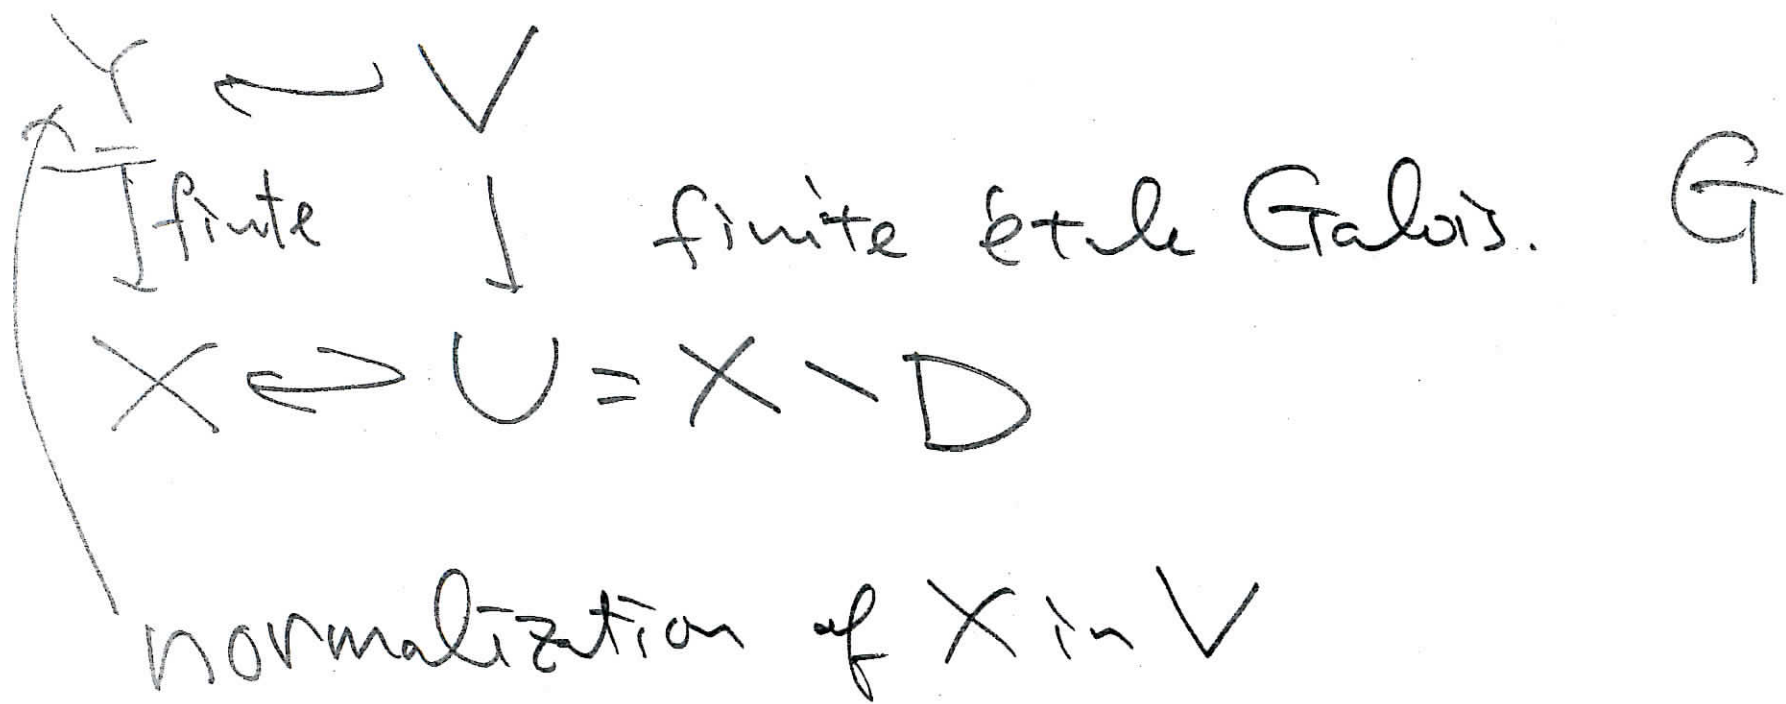 Y ← V
↓ finite ↓ finite étale Galois. G
X ↩ U = X \ D
normalization of X in V